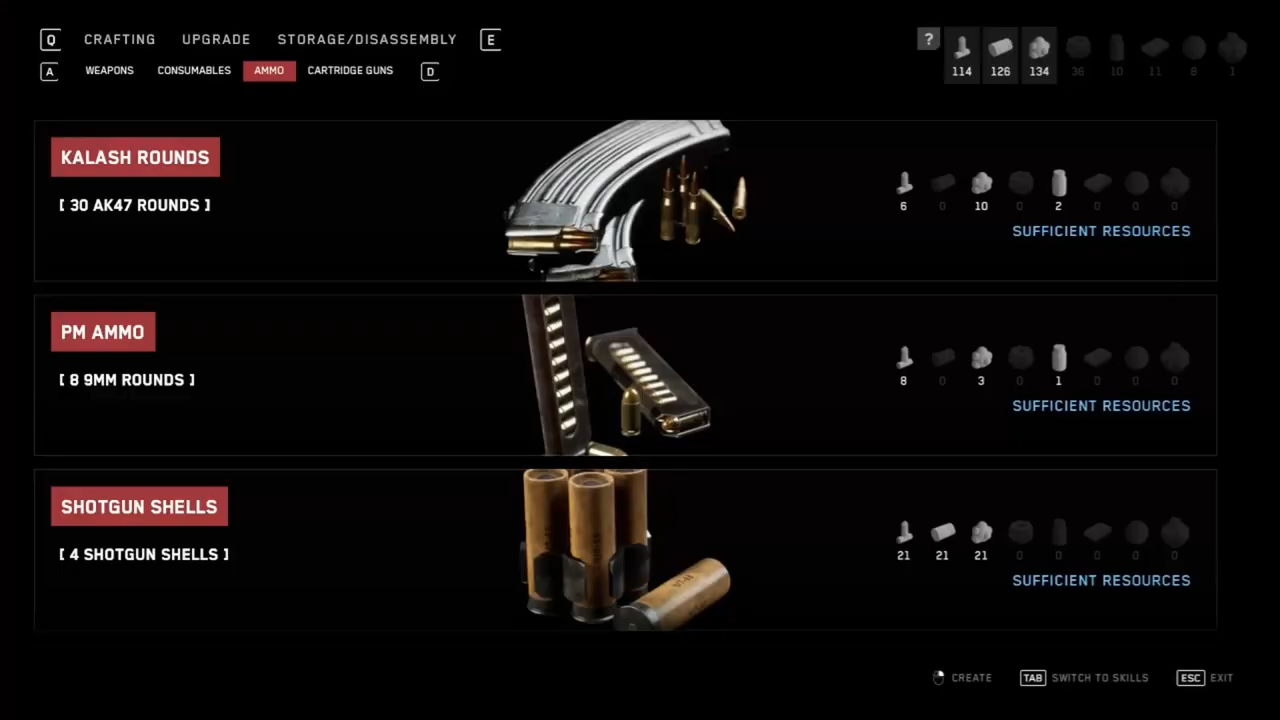 Q CRAFTING UPGRADE STORAGE/DISASSEMBLY E
A WEAPONS CONSUMABLES AMMO CARTRIDGE GUNS D
?
114 126 134 36 10 11 8 1
KALASH ROUNDS
[ 30 AK47 ROUNDS ]
6 0 10 0 2 0 0 0
SUFFICIENT RESOURCES
PM AMMO
[ 8 9MM ROUNDS ]
8 0 3 0 1 0 0 0
SUFFICIENT RESOURCES
SHOTGUN SHELLS
[ 4 SHOTGUN SHELLS ]
21 21 21 0 0 0 0 0
SUFFICIENT RESOURCES
CREATE TAB SWITCH TO SKILLS ESC EXIT